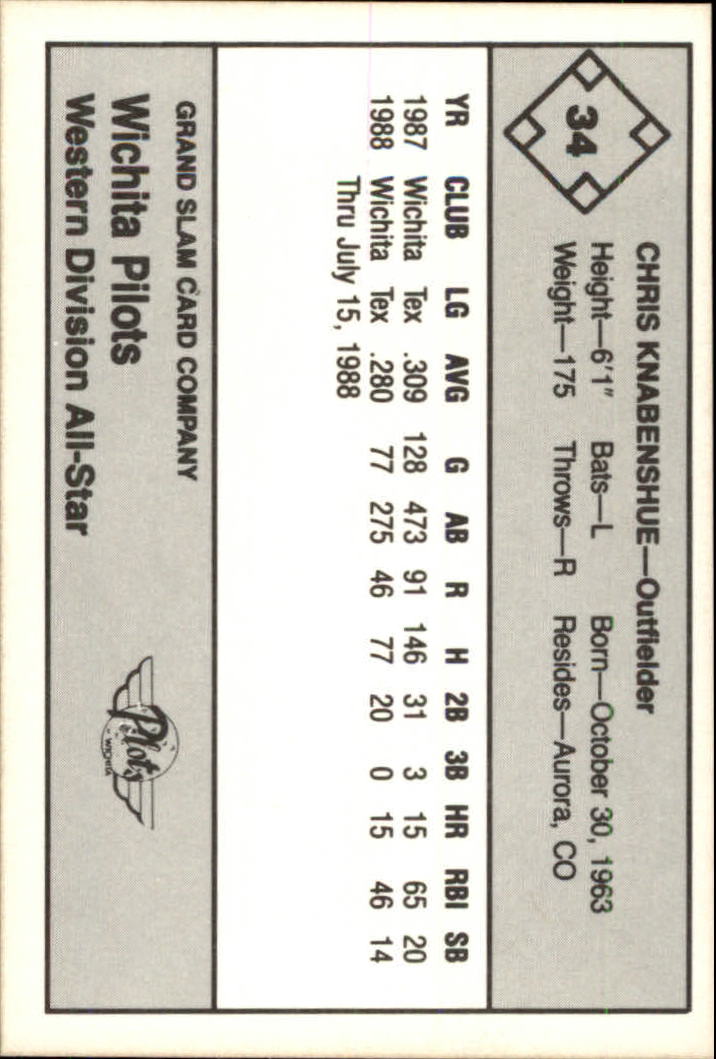 34
CHRIS KNABENSHUE—Outfielder
Height—6'1" Bats—L Born—October 30, 1963
Weight—175 Throws—R Resides—Aurora, CO
YR CLUB LG AVG G AB R H 2B 3B HR RBI SB
1987 Wichita Tex .309 128 473 91 146 31 3 15 65 20
1988 Wichita Tex .280 77 275 46 77 20 0 15 46 14
Thru July 15, 1988
GRAND SLAM CARD COMPANY
Wichita Pilots
Western Division All-Star
Pilots
WICHITA